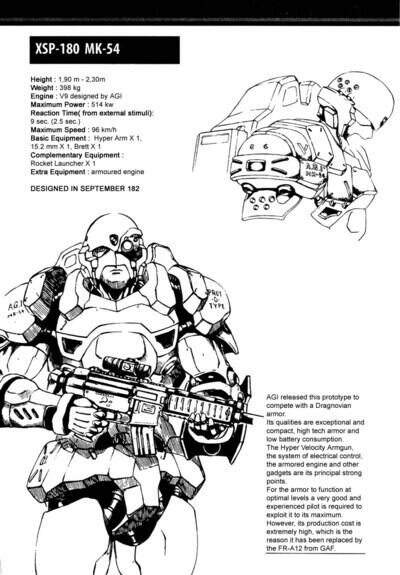 XSP-180 MK-54
Height : 1,90 m - 2,30m
Weight : 398 kg
Engine : V9 designed by AGI
Maximum Power : 514 kw
Reaction Time( from external stimuli):
9 sec. (2.5 sec.)
Maximum Speed : 96 km/h
Basic Equipment : Hyper Arm X 1,
15.2 mm X 1, Brett X 1
Complementary Equipment :
Rocket Launcher X 1
Extra Equipment : armoured engine
DESIGNED IN SEPTEMBER 182
A.G.I
MK-54
A.G.I
MK-54
PROT
-O-
TYPE
AGI released this prototype to
compete with a Dragnovian
armor.
Its qualities are exceptional and
compact, high tech armor and
low battery consumption.
The Hyper Velocity Armgun,
the system of electrical control,
the armored engine and other
gadgets are its principal strong
points.
For the armor to function at
optimal levels a very good and
experienced pilot is required to
exploit it to its maximum.
However, its production cost is
extremely high, which is the
reason it has been replaced by
the FR-A12 from GAF.